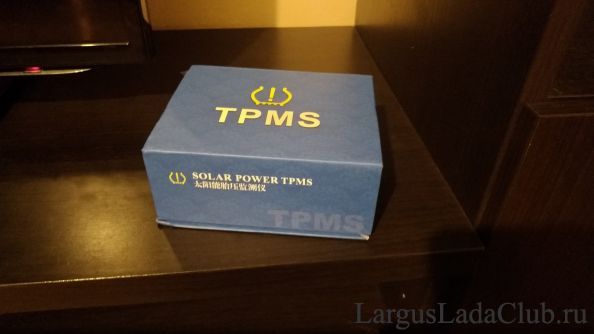 TPMS
SOLAR POWER TPMS
太阳能胎压监测仪
TPMS
LargusLadaClub.ru